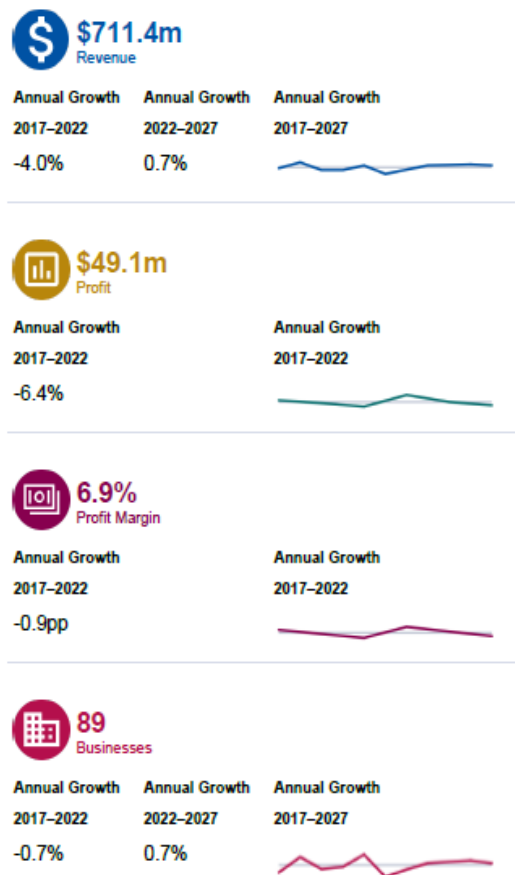 $711.4m
Revenue
Annual Growth Annual Growth Annual Growth
2017–2022 2022–2027 2017–2027
-4.0% 0.7%
$49.1m
Profit
Annual Growth Annual Growth
2017–2022 2017–2022
-6.4%
6.9%
Profit Margin
Annual Growth Annual Growth
2017–2022 2017–2022
-0.9pp
89
Businesses
Annual Growth Annual Growth Annual Growth
2017–2022 2022–2027 2017–2027
-0.7% 0.7%